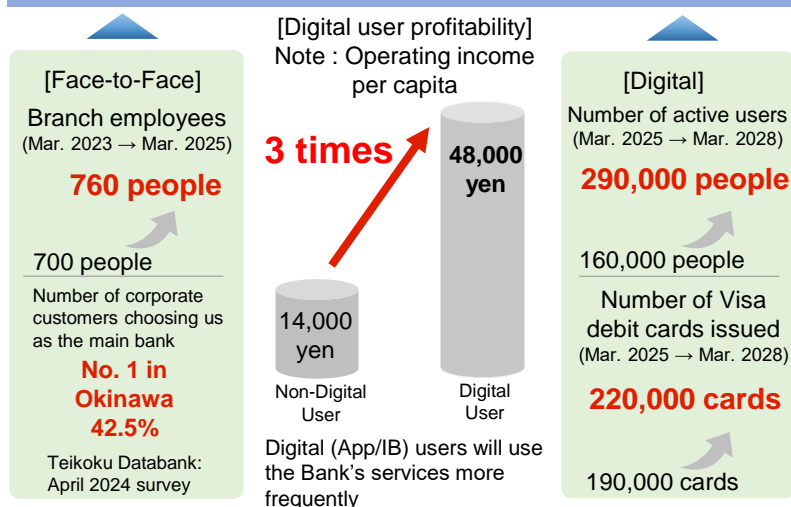 [Face-to-Face]
Branch employees
(Mar. 2023 → Mar. 2025)
760 people
700 people
Number of corporate
customers choosing us
as the main bank
No. 1 in
Okinawa
42.5%
Teikoku Databank:
April 2024 survey
[Digital user profitability]
Note : Operating income
per capita
3 times
48,000
yen
14,000
yen
Non-Digital
User
Digital
User
Digital (App/IB) users will use
the Bank's services more
frequently
[Digital]
Number of active users
(Mar. 2025 → Mar. 2028)
290,000 people
160,000 people
Number of Visa
debit cards issued
(Mar. 2025 → Mar. 2028)
220,000 cards
190,000 cards